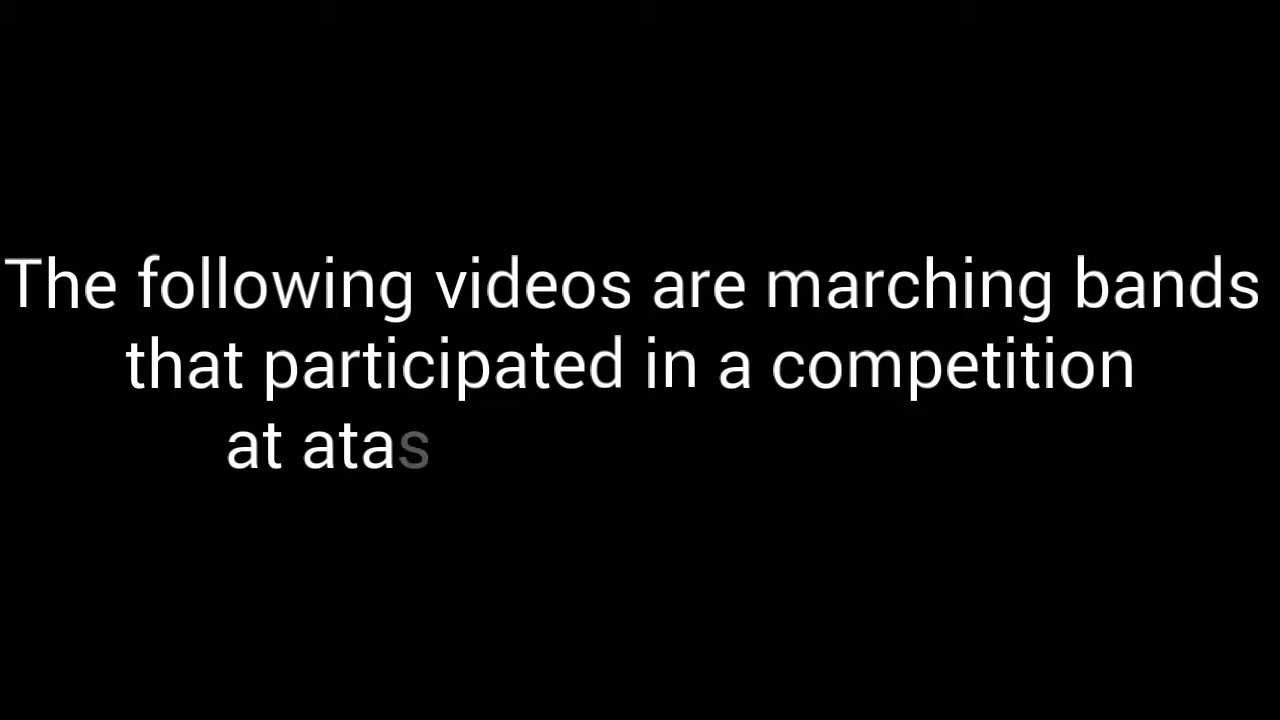 The following videos are marching bands
that participated in a competition
at atas